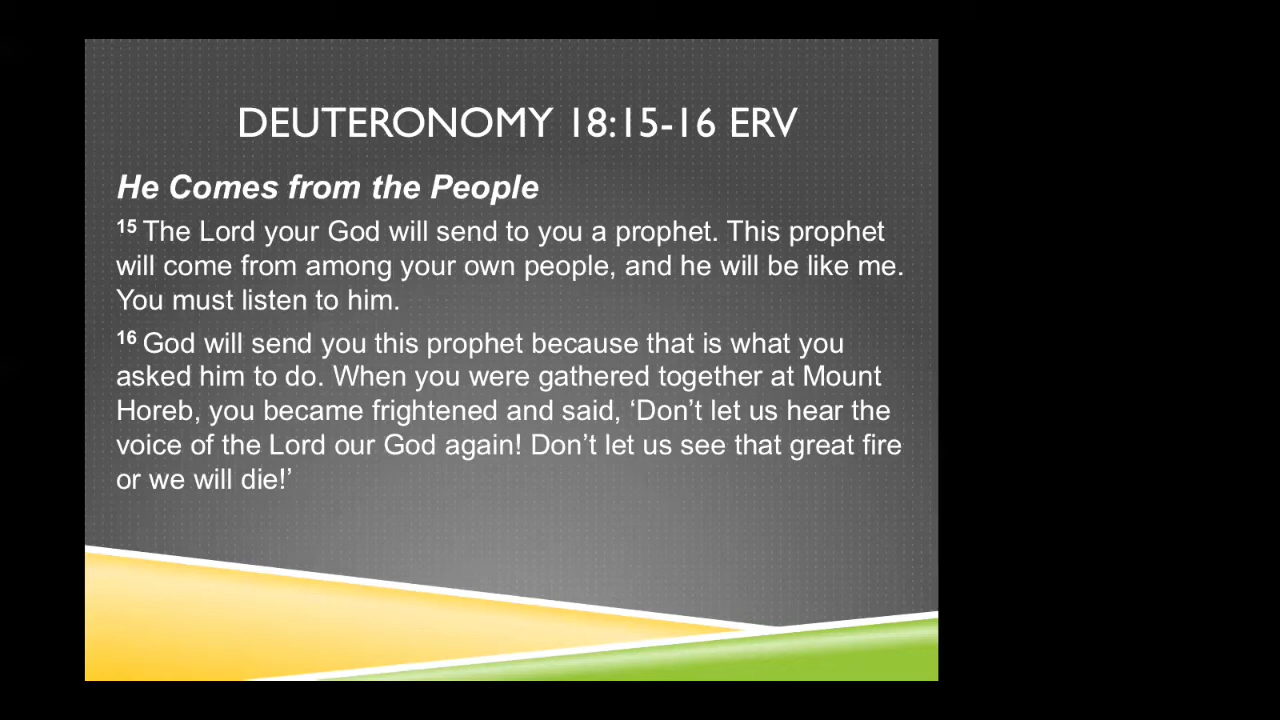 DEUTERONOMY 18:15-16 ERV
He Comes from the People
15 The Lord your God will send to you a prophet. This prophet
will come from among your own people, and he will be like me.
You must listen to him.
16 God will send you this prophet because that is what you
asked him to do. When you were gathered together at Mount
Horeb, you became frightened and said, ‘Don’t let us hear the
voice of the Lord our God again! Don’t let us see that great fire
or we will die!’